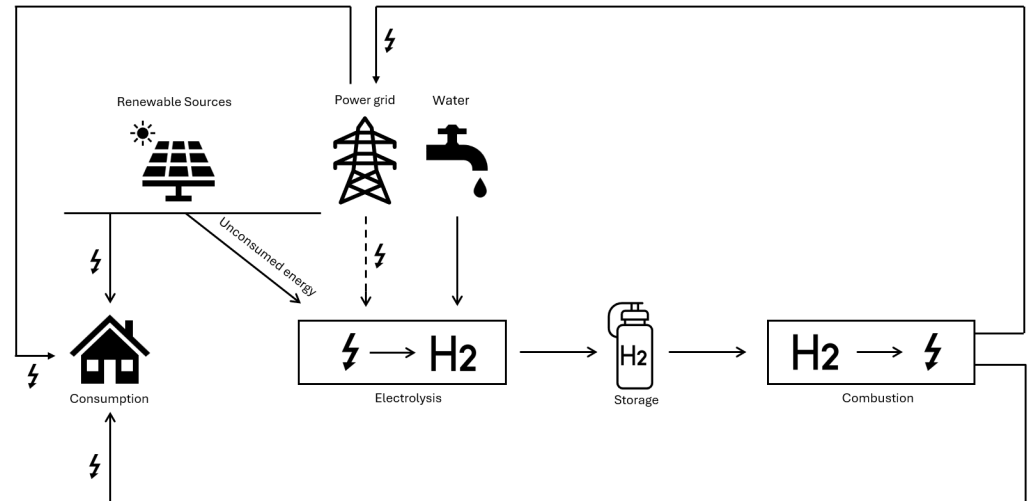 Renewable Sources
Power grid
Water
Unconsumed energy
H2
H2
H2
Consumption
Electrolysis
Storage
Combustion